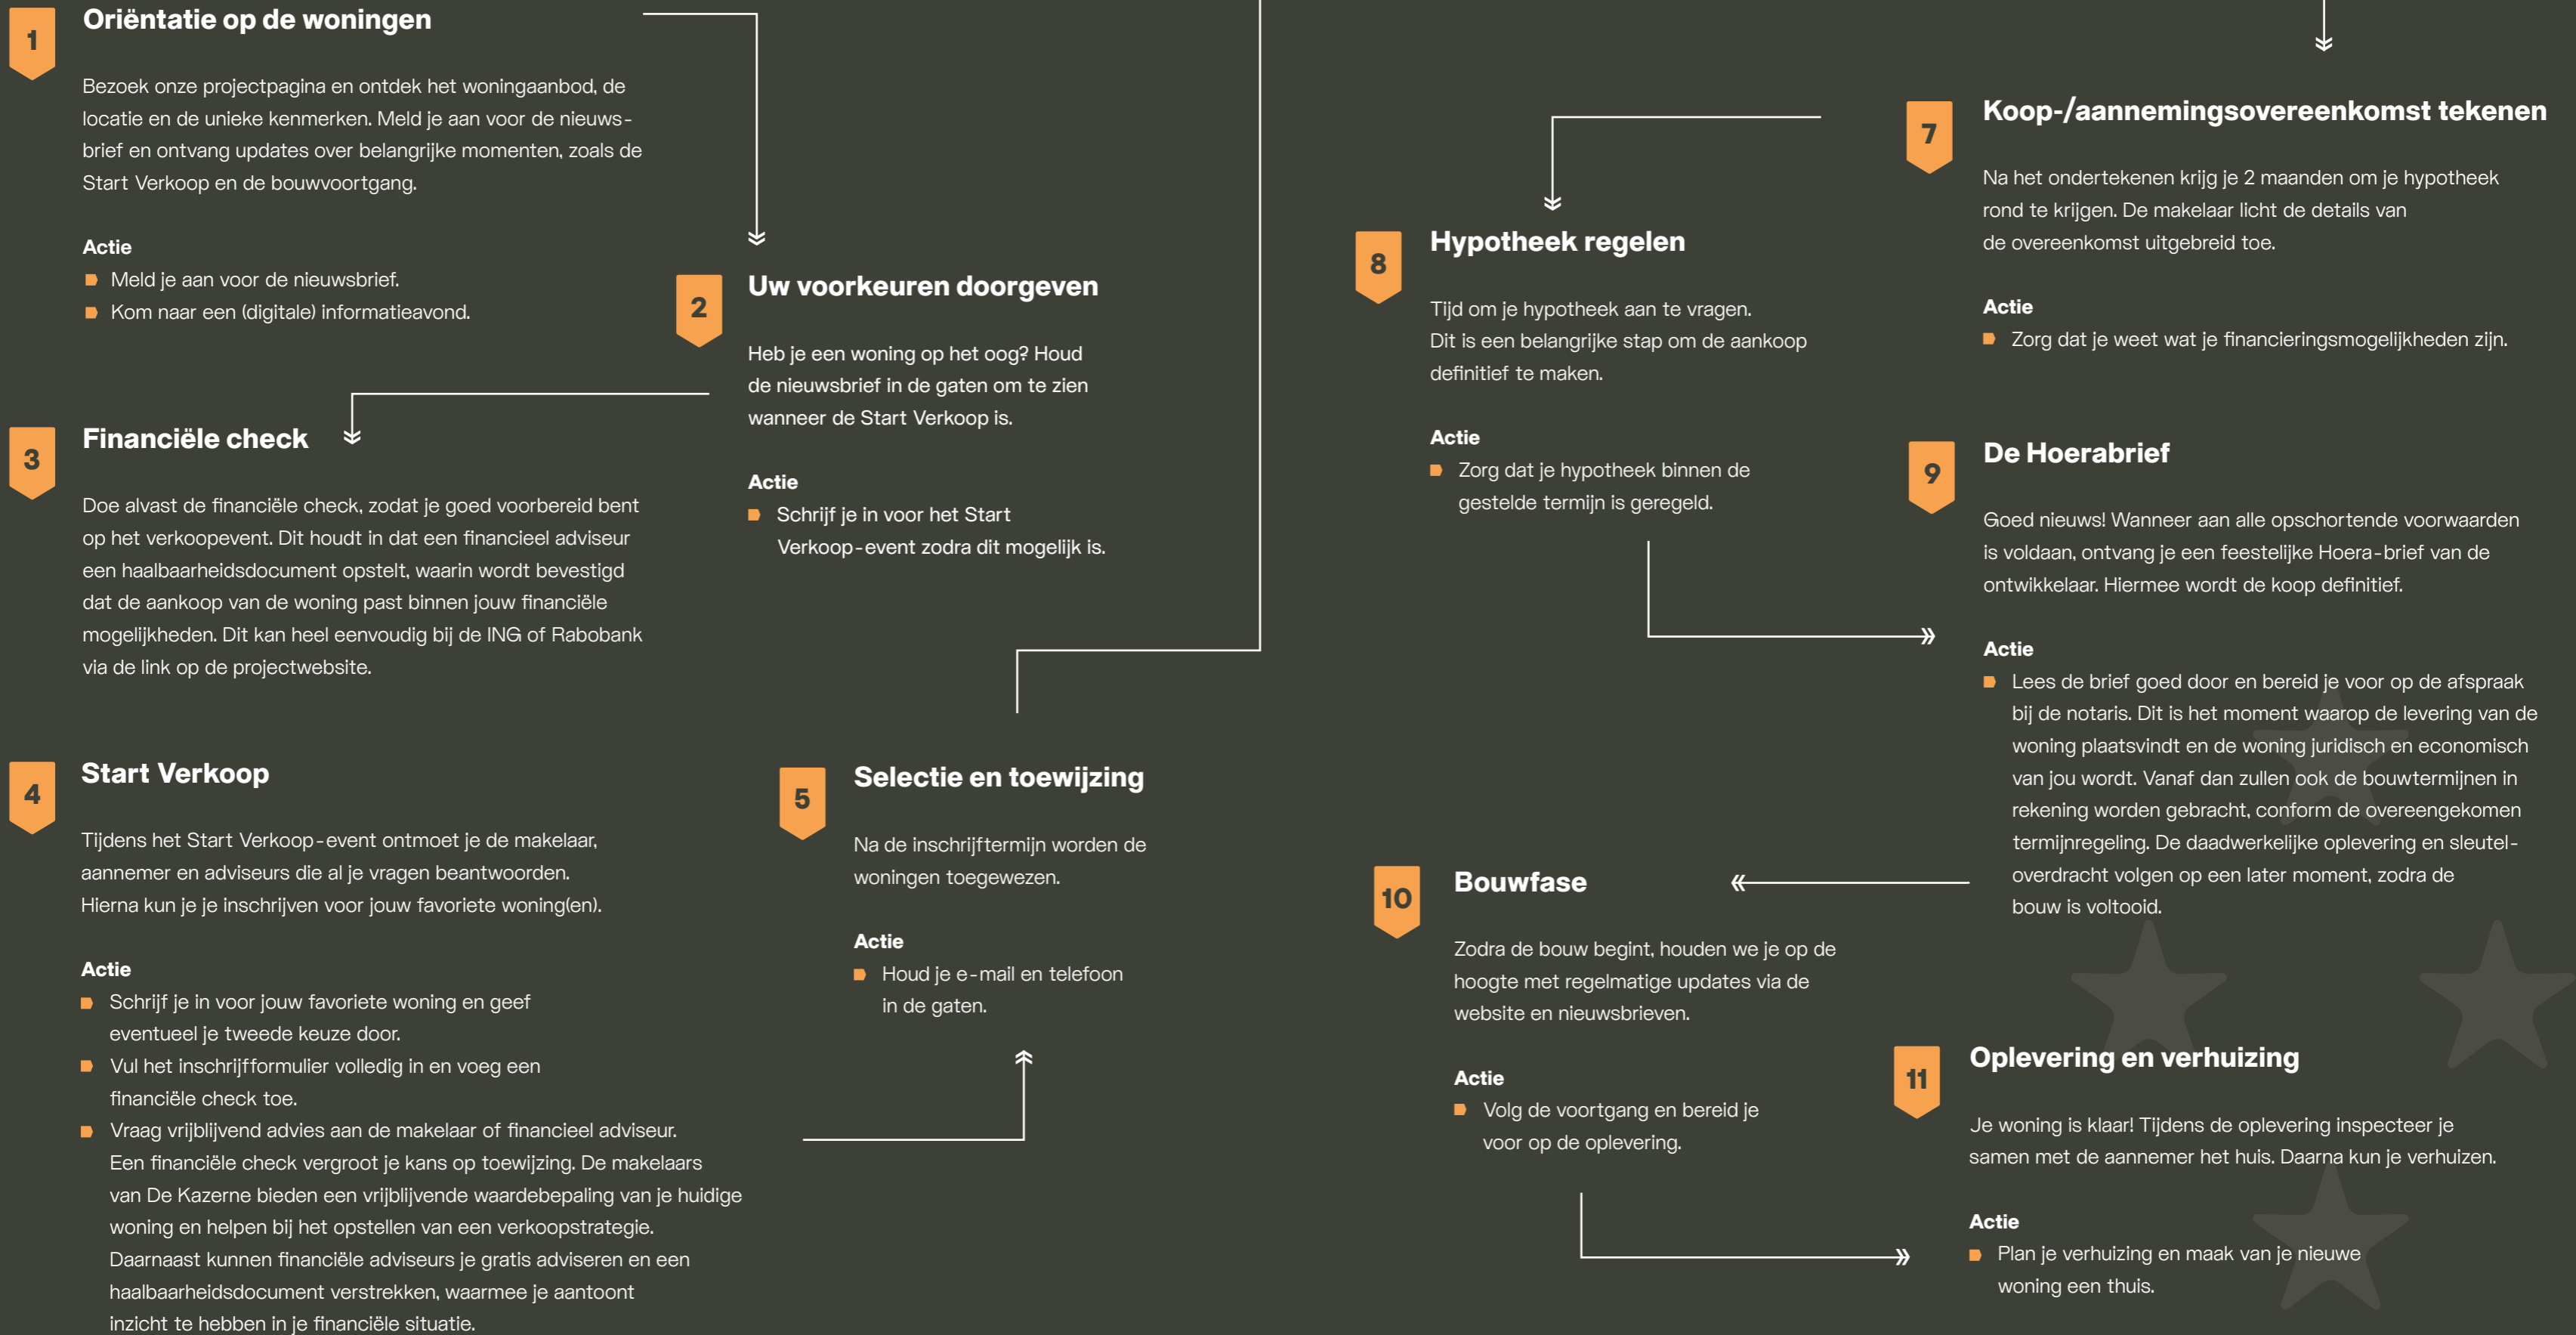 1
Oriëntatie op de woningen
Bezoek onze projectpagina en ontdek het woningaanbod, de
locatie en de unieke kenmerken. Meld je aan voor de nieuws-
brief en ontvang updates over belangrijke momenten, zoals de
Start Verkoop en de bouwvoortgang.
Actie
Meld je aan voor de nieuwsbrief.
Kom naar een (digitale) informatieavond.
2
Uw voorkeuren doorgeven
Heb je een woning op het oog? Houd
de nieuwsbrief in de gaten om te zien
wanneer de Start Verkoop is.
Actie
Schrijf je in voor het Start
Verkoop-event zodra dit mogelijk is.
3
Financiële check
Doe alvast de financiële check, zodat je goed voorbereid bent
op het verkoopevent. Dit houdt in dat een financieel adviseur
een haalbaarheidsdocument opstelt, waarin wordt bevestigd
dat de aankoop van de woning past binnen jouw financiële
mogelijkheden. Dit kan heel eenvoudig bij de ING of Rabobank
via de link op de projectwebsite.
4
Start Verkoop
Tijdens het Start Verkoop-event ontmoet je de makelaar,
aannemer en adviseurs die al je vragen beantwoorden.
Hierna kun je je inschrijven voor jouw favoriete woning(en).
Actie
Schrijf je in voor jouw favoriete woning en geef
eventueel je tweede keuze door.
Vul het inschrijfformulier volledig in en voeg een
financiële check toe.
Vraag vrijblijvend advies aan de makelaar of financieel adviseur.
Een financiële check vergroot je kans op toewijzing. De makelaars
van De Kazerne bieden een vrijblijvende waardebepaling van je huidige
woning en helpen bij het opstellen van een verkoopstrategie.
Daarnaast kunnen financiële adviseurs je gratis adviseren en een
haalbaarheidsdocument verstrekken, waarmee je aantoont
inzicht te hebben in je financiële situatie.
5
Selectie en toewijzing
Na de inschrijftermijn worden de
woningen toegewezen.
Actie
Houd je e-mail en telefoon
in de gaten.
7
Koop-/aannemingsovereenkomst tekenen
Na het ondertekenen krijg je 2 maanden om je hypotheek
rond te krijgen. De makelaar licht de details van
de overeenkomst uitgebreid toe.
Actie
Zorg dat je weet wat je financieringsmogelijkheden zijn.
8
Hypotheek regelen
Tijd om je hypotheek aan te vragen.
Dit is een belangrijke stap om de aankoop
definitief te maken.
Actie
Zorg dat je hypotheek binnen de
gestelde termijn is geregeld.
9
De Hoerabrief
Goed nieuws! Wanneer aan alle opschortende voorwaarden
is voldaan, ontvang je een feestelijke Hoera-brief van de
ontwikkelaar. Hiermee wordt de koop definitief.
Actie
Lees de brief goed door en bereid je voor op de afspraak
bij de notaris. Dit is het moment waarop de levering van de
woning plaatsvindt en de woning juridisch en economisch
van jou wordt. Vanaf dan zullen ook de bouwtermijnen in
rekening worden gebracht, conform de overeengekomen
termijnregeling. De daadwerkelijke oplevering en sleutel-
overdracht volgen op een later moment, zodra de
bouw is voltooid.
10
Bouwfase
Zodra de bouw begint, houden we je op de
hoogte met regelmatige updates via de
website en nieuwsbrieven.
Actie
Volg de voortgang en bereid je
voor op de oplevering.
11
Oplevering en verhuizing
Je woning is klaar! Tijdens de oplevering inspecteer je
samen met de aannemer het huis. Daarna kun je verhuizen.
Actie
Plan je verhuizing en maak van je nieuwe
woning een thuis.